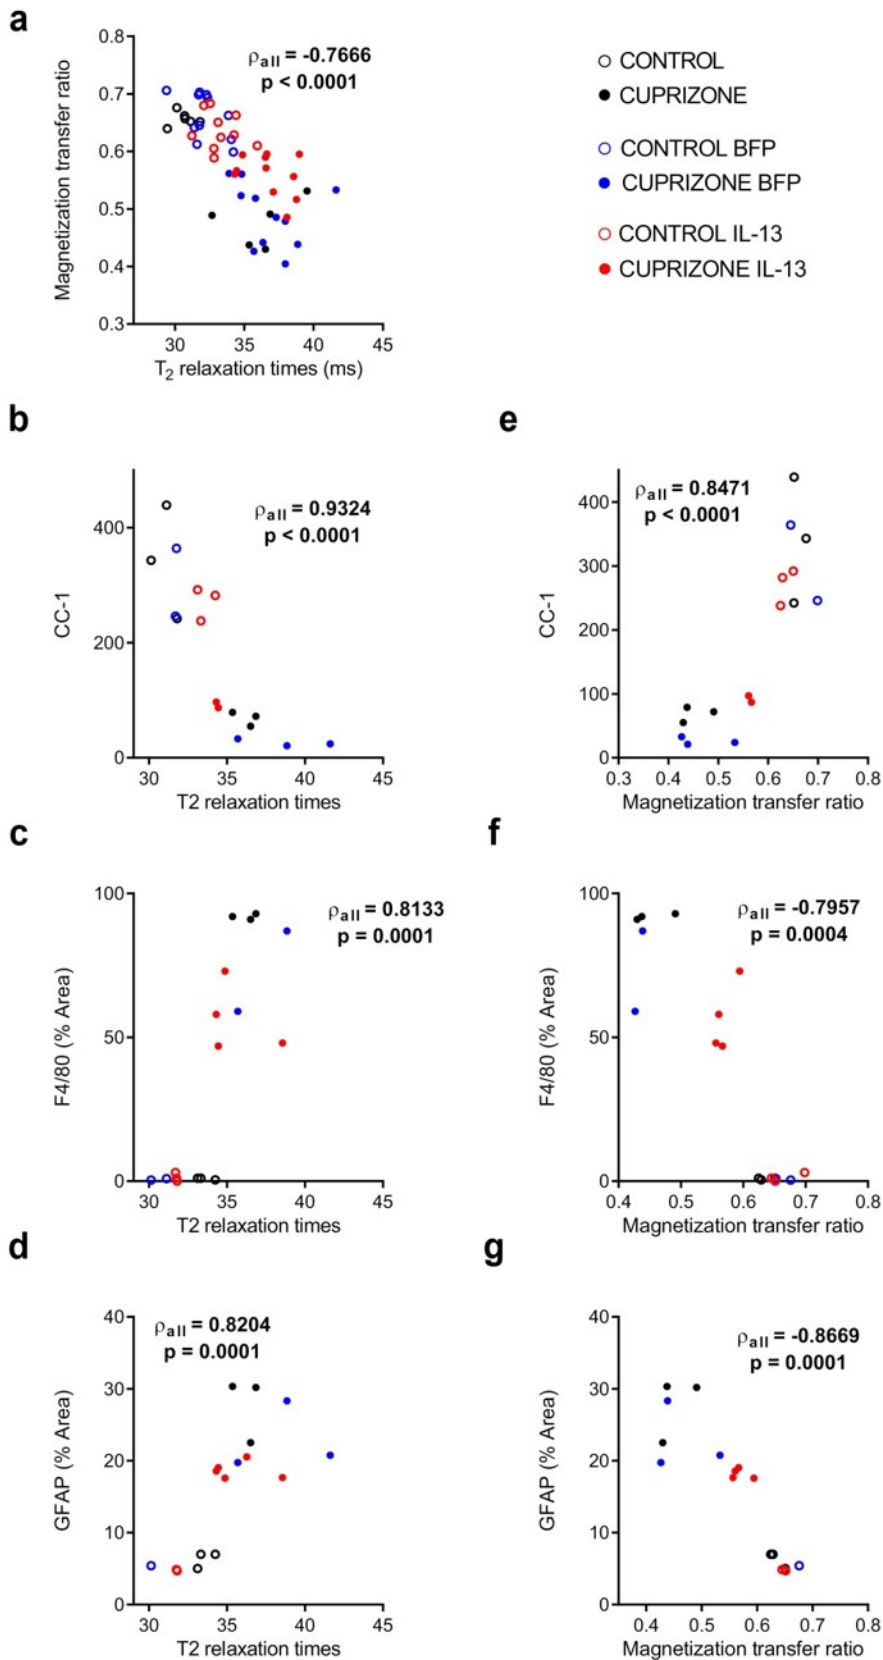 a
0.8
0.7
0.6
0.5
0.4
0.3
Magnetization transfer ratio
ρall = -0.7666
p < 0.0001
30 35 40 45
T2 relaxation times (ms)
CONTROL
CUPRIZONE
CONTROL BFP
CUPRIZONE BFP
CONTROL IL-13
CUPRIZONE IL-13
b
400
200
0
CC-1
ρall = 0.9324
p < 0.0001
30 35 40 45
T2 relaxation times
e
400
300
200
100
0
CC-1
ρall = 0.8471
p < 0.0001
0.3 0.4 0.5 0.6 0.7 0.8
Magnetization transfer ratio
c
100
50
0
F4/80 (% Area)
ρall = 0.8133
p = 0.0001
30 35 40 45
T2 relaxation times
f
100
50
0
F4/80 (% Area)
ρall = -0.7957
p = 0.0004
0.4 0.5 0.6 0.7 0.8
Magnetization transfer ratio
d
40
30
20
10
0
GFAP (% Area)
ρall = 0.8204
p = 0.0001
30 35 40 45
T2 relaxation times
g
40
30
20
10
0
GFAP (% Area)
ρall = -0.8669
p = 0.0001
0.4 0.5 0.6 0.7 0.8
Magnetization transfer ratio